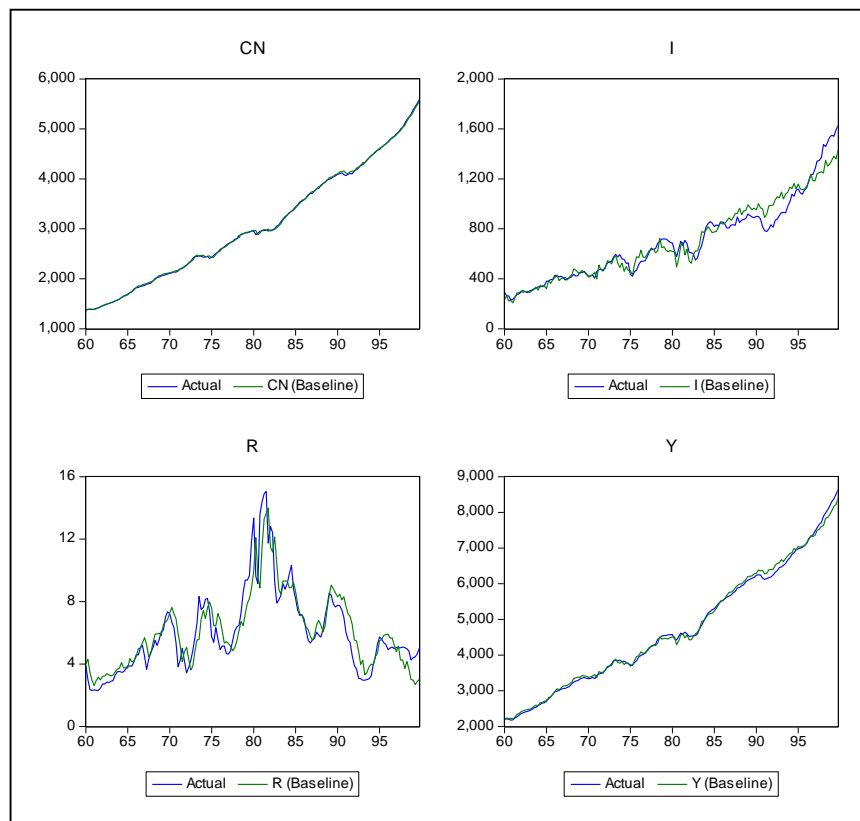 CN
6,000
5,000
4,000
3,000
2,000
1,000
60 65 70 75 80 85 90 95
Actual CN (Baseline)
I
2,000
1,600
1,200
800
400
0
60 65 70 75 80 85 90 95
Actual I (Baseline)
R
16
12
8
4
0
60 65 70 75 80 85 90 95
Actual R (Baseline)
Y
9,000
8,000
7,000
6,000
5,000
4,000
3,000
2,000
60 65 70 75 80 85 90 95
Actual Y (Baseline)